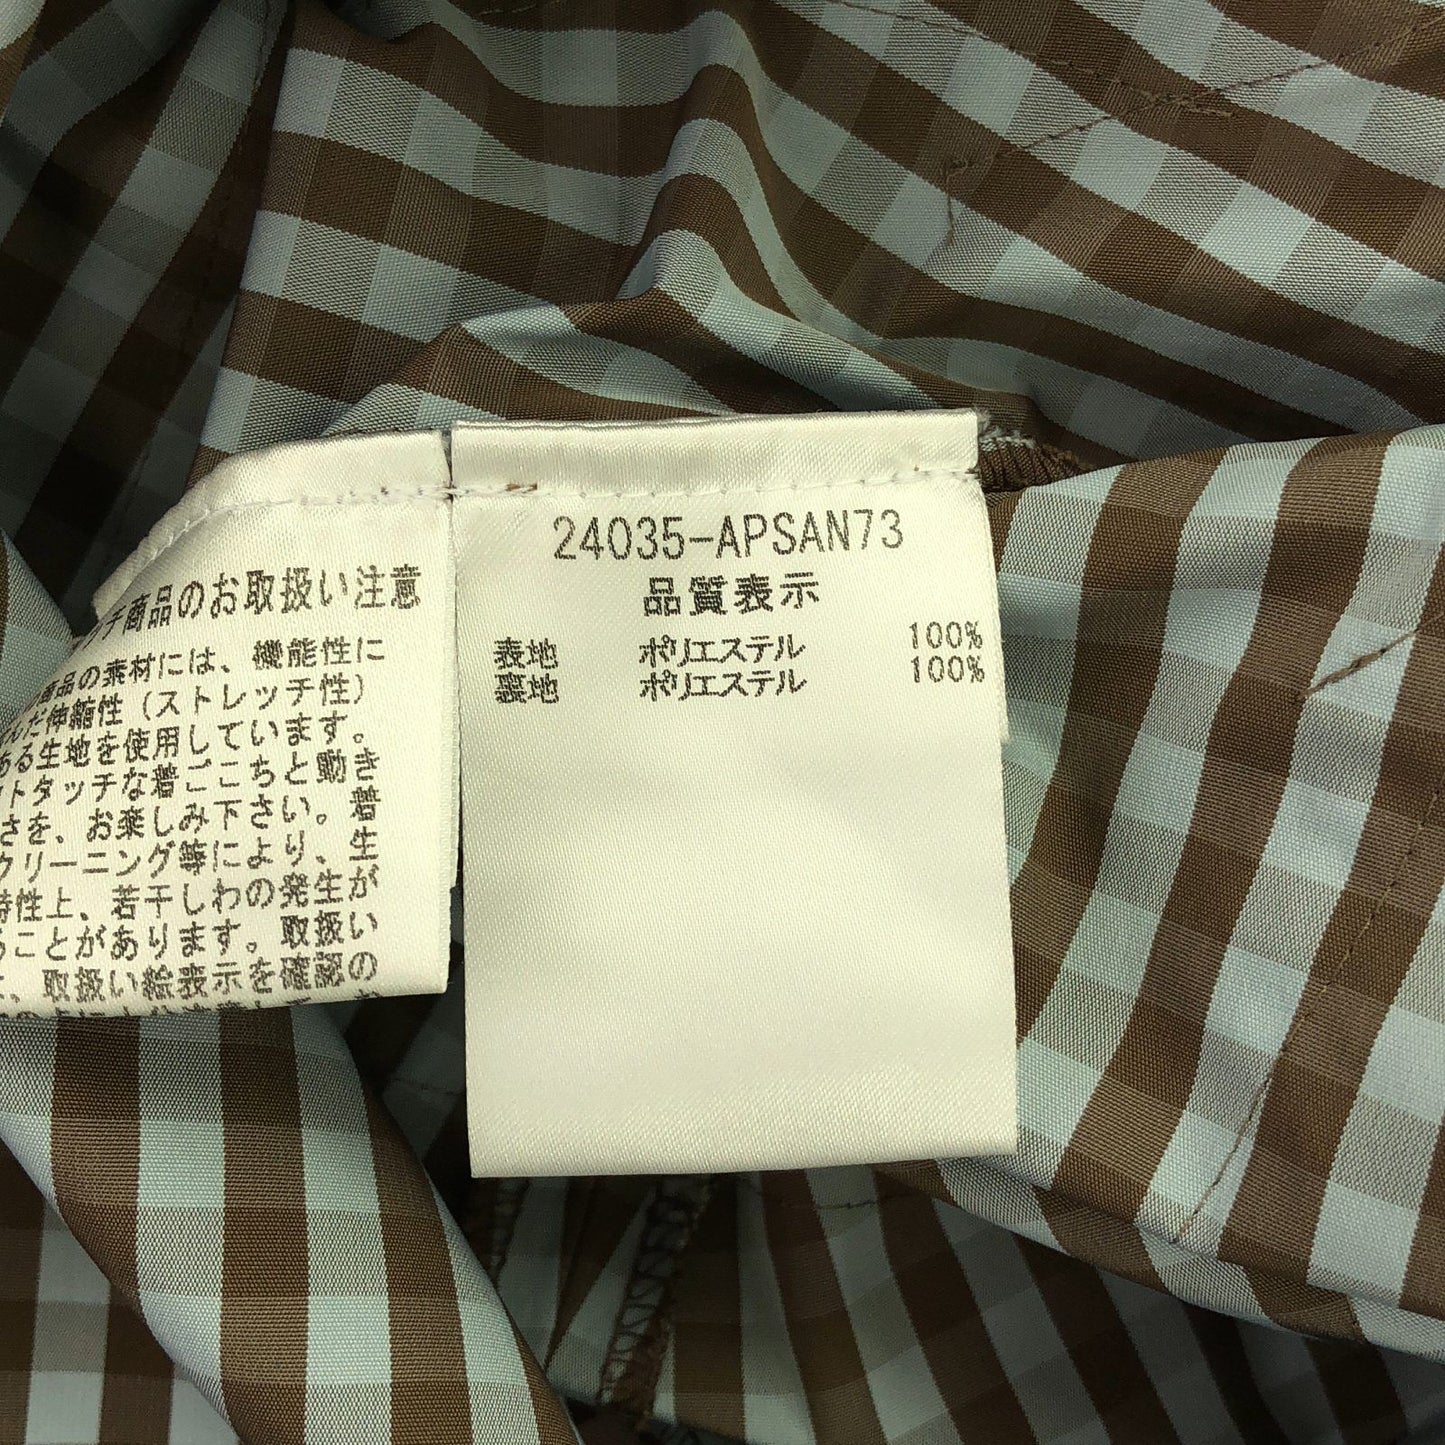 24035-APSAN73
品質表示
表地 ポリエステル 100%
裏地 ポリエステル 100%
商品のお取扱い注意
商品の素材には、機能性に
だ伸縮性（ストレッチ性）
ある生地を使用しています。
トタッチな着ごこちと動き
さを、お楽しみ下さい。着
クリーニング等により、生
特性上、若干しわの発生が
ことがあります。取扱い
、取扱い絵表示を確認の